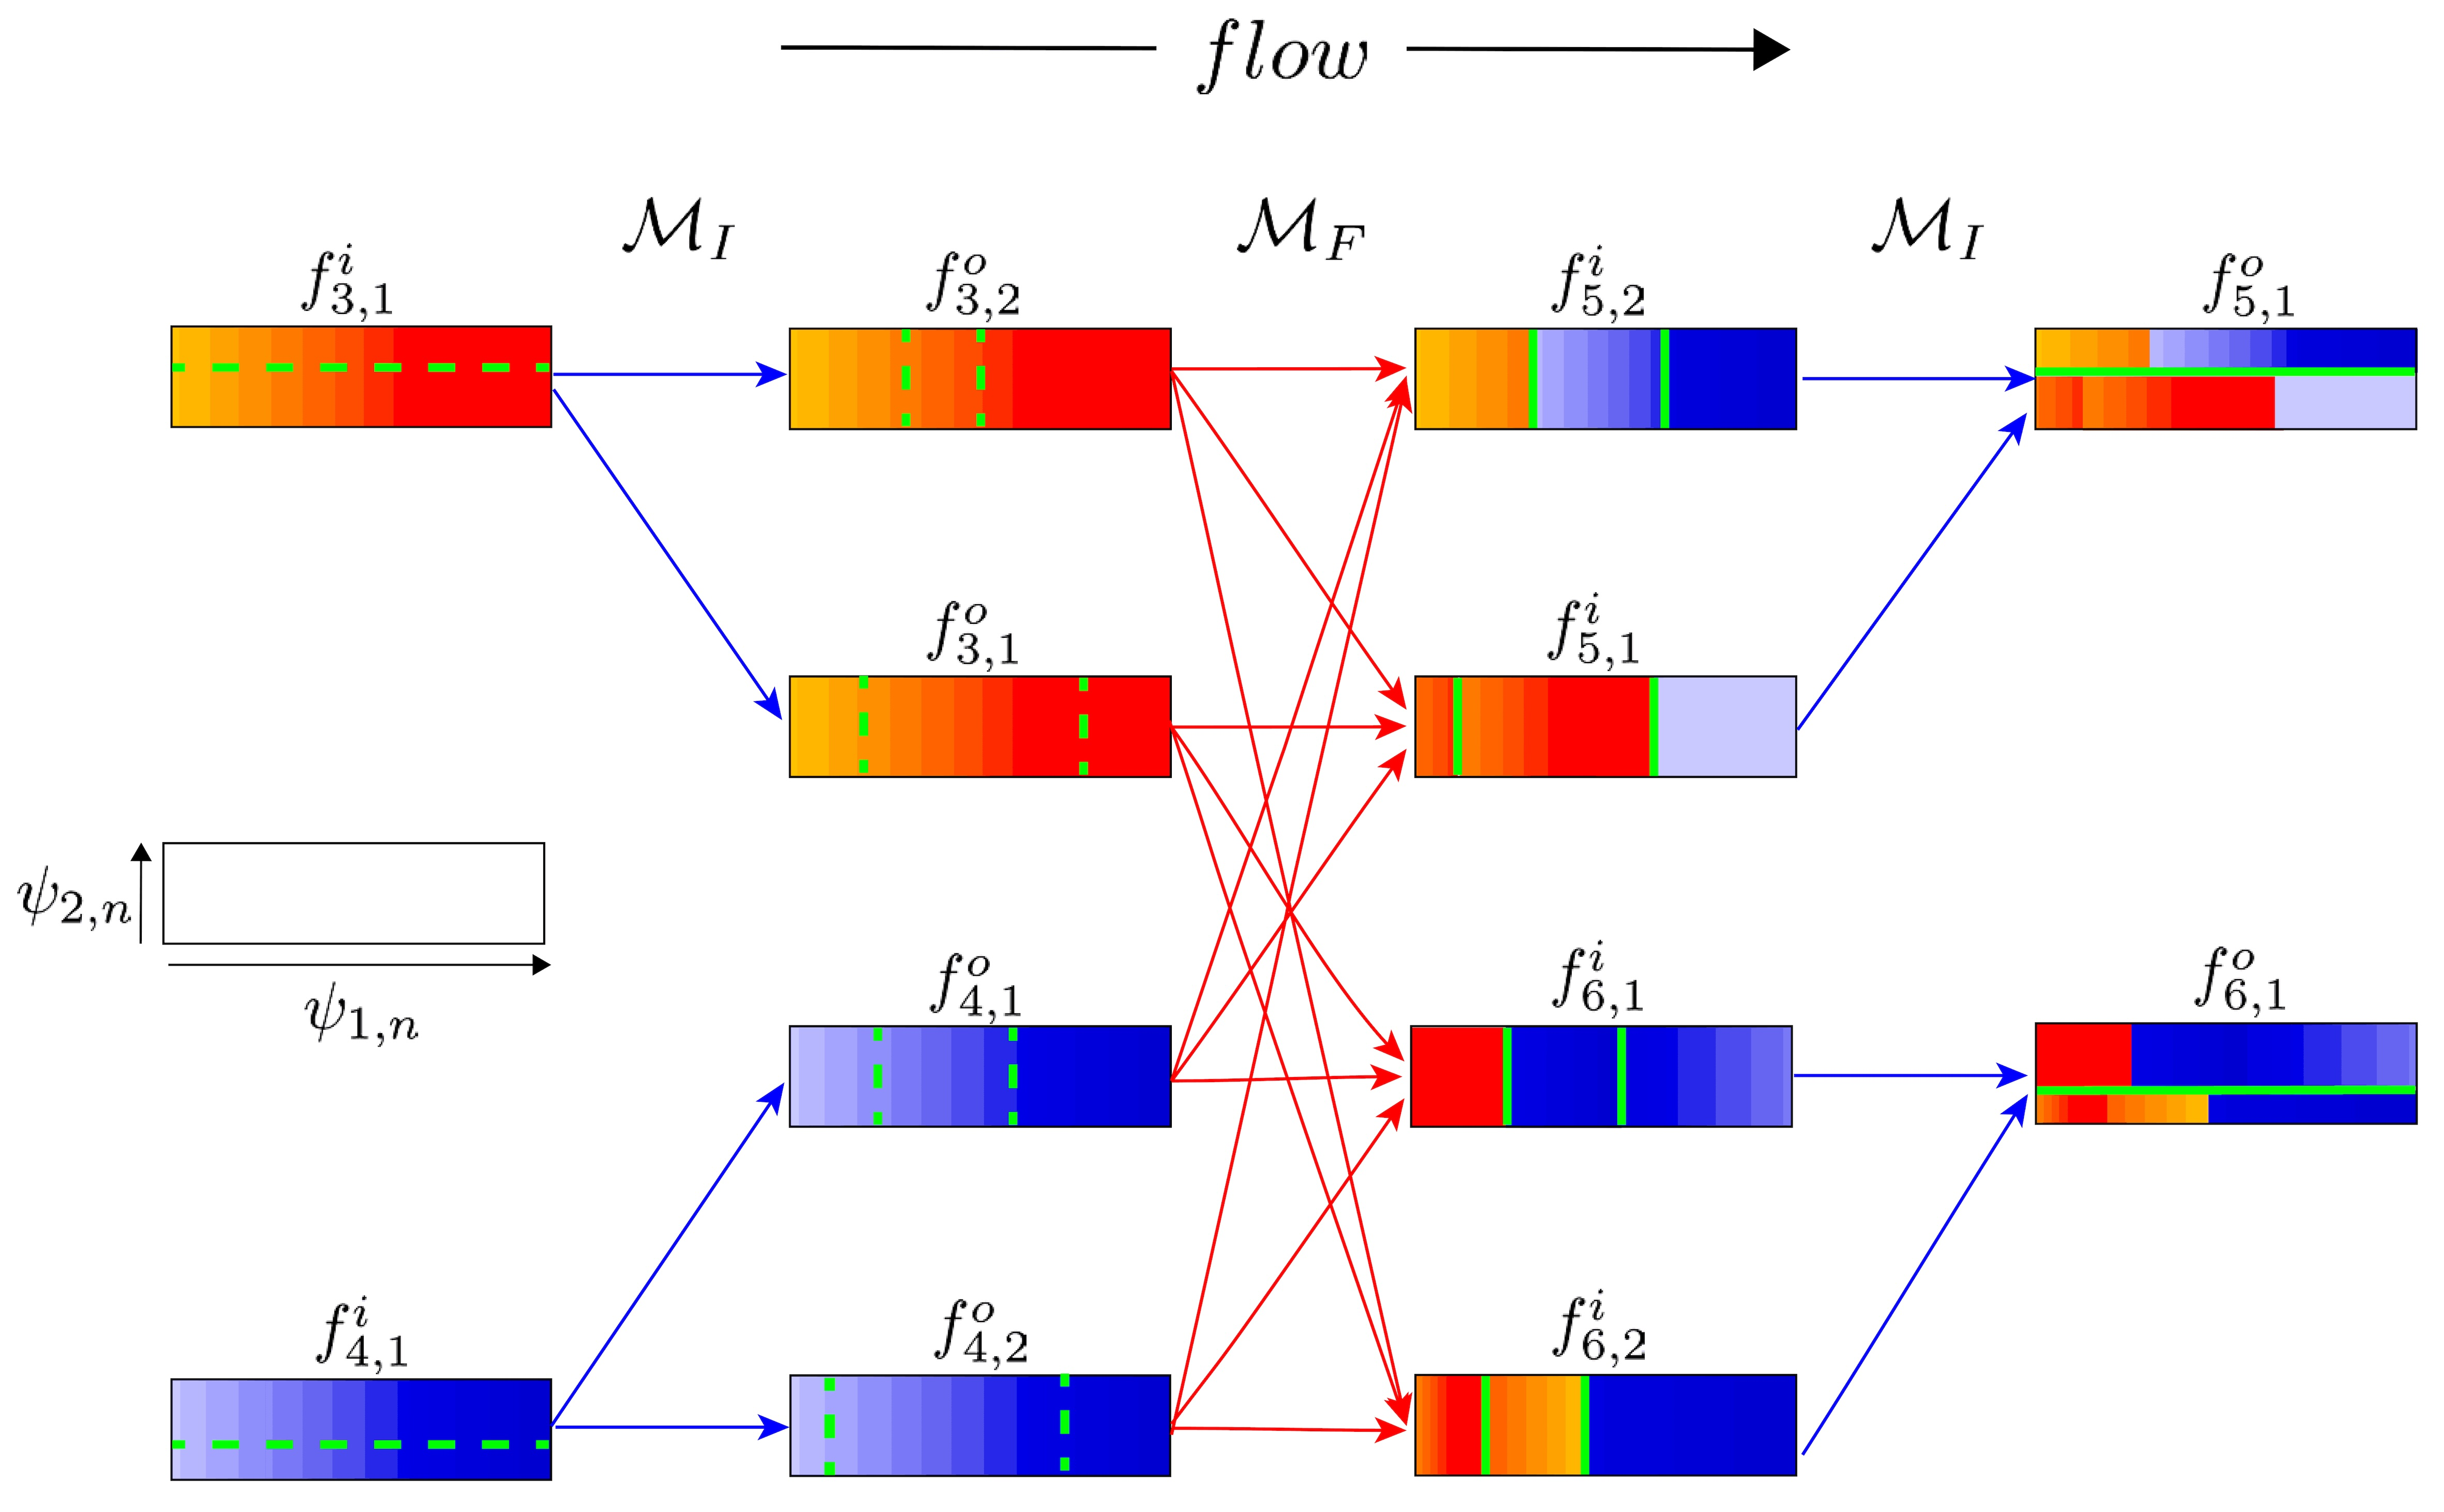 flow
ℳ_I ℳ_F ℳ_I
f^i_{3,1} f^o_{3,2} f^i_{5,2} f^o_{5,1}
f^o_{3,1} f^i_{5,1}
ψ_{2,n}
ψ_{1,n}
f^o_{4,1} f^i_{6,1} f^o_{6,1}
f^i_{4,1} f^o_{4,2} f^i_{6,2}